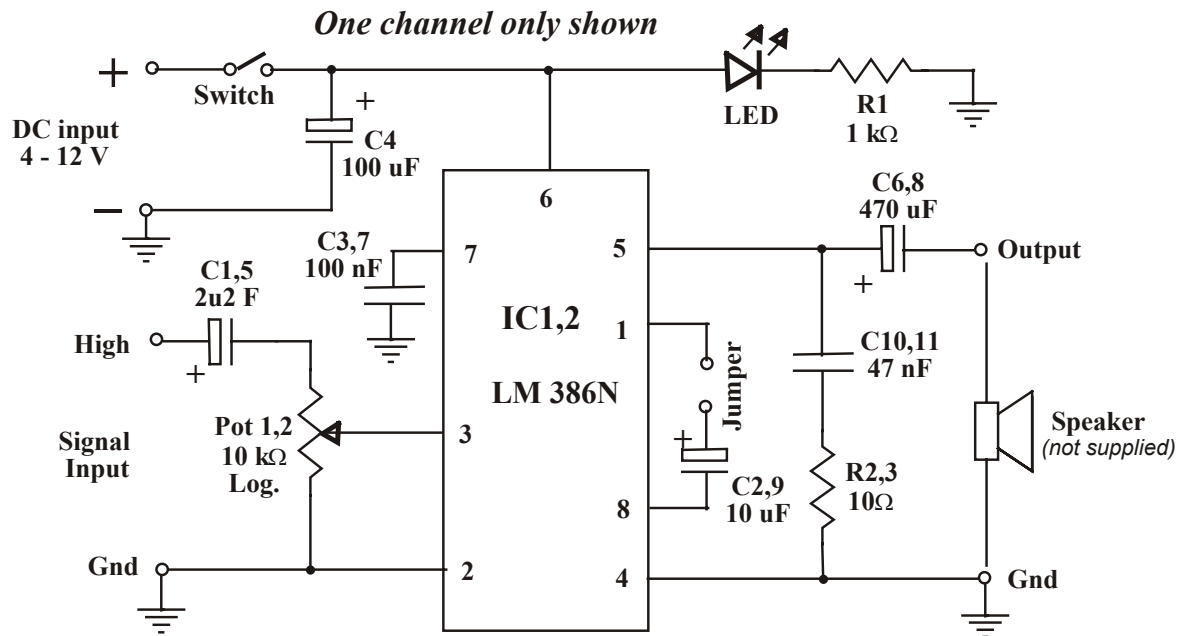 One channel only shown
+
Switch
DC input
4 - 12 V
+
C4
100 uF
LED
R1
1 kΩ
−
6
C3,7
100 nF
7
5
C6,8
470 uF
+
Output
C1,5
2u2 F
High
+
IC1,2
LM 386N
1
Jumper
C10,11
47 nF
Signal
Input
Pot 1,2
10 kΩ
Log.
3
+
C2,9
10 uF
8
R2,3
10Ω
Speaker
(not supplied)
Gnd
2
4
Gnd